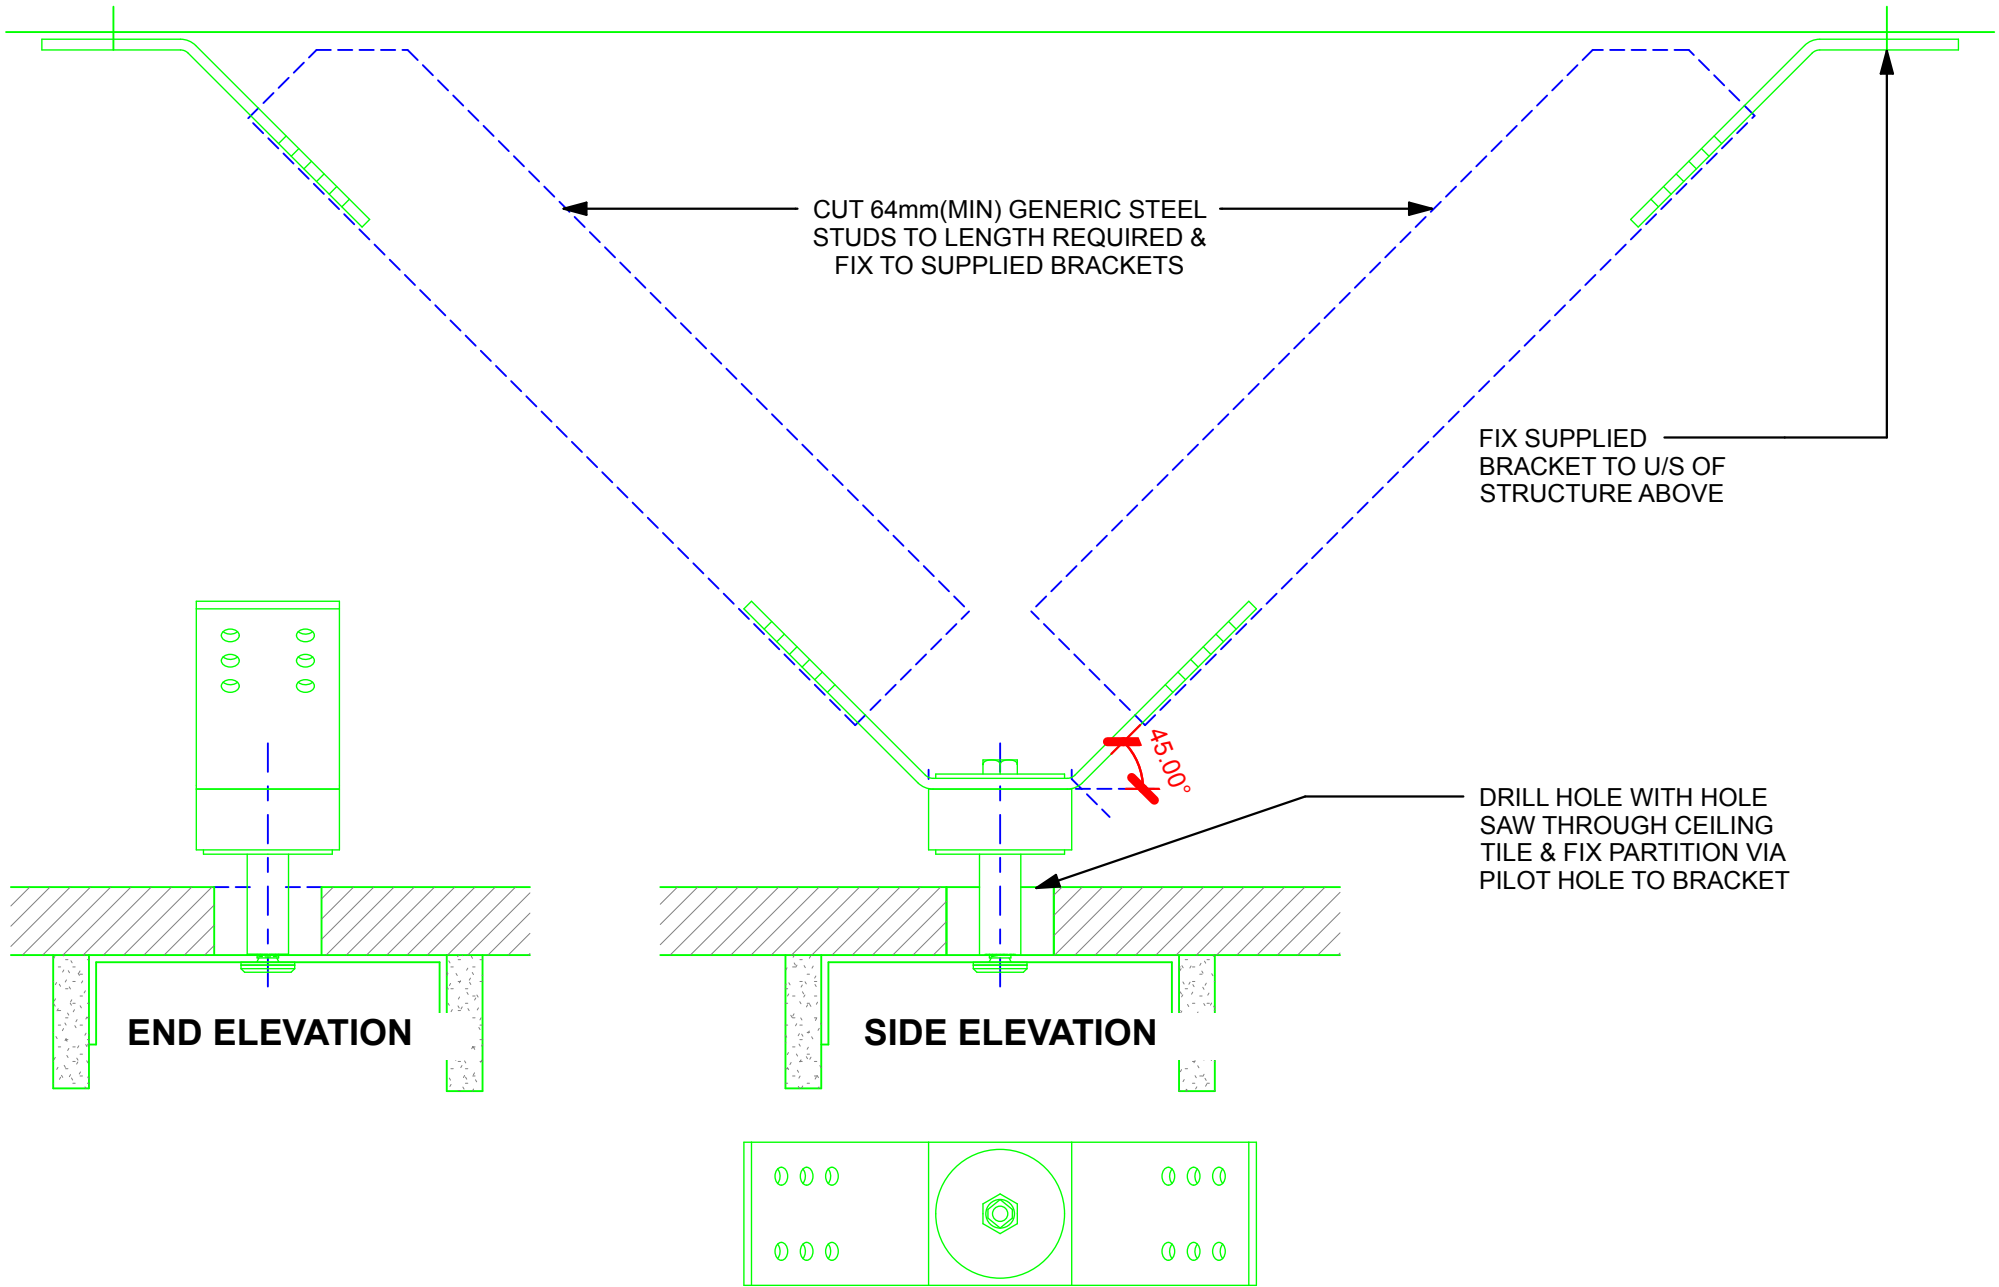 CUT 64mm(MIN) GENERIC STEEL
STUDS TO LENGTH REQUIRED &
FIX TO SUPPLIED BRACKETS
FIX SUPPLIED
BRACKET TO U/S OF
STRUCTURE ABOVE
45.00°
DRILL HOLE WITH HOLE
SAW THROUGH CEILING
TILE & FIX PARTITION VIA
PILOT HOLE TO BRACKET
END ELEVATION
SIDE ELEVATION